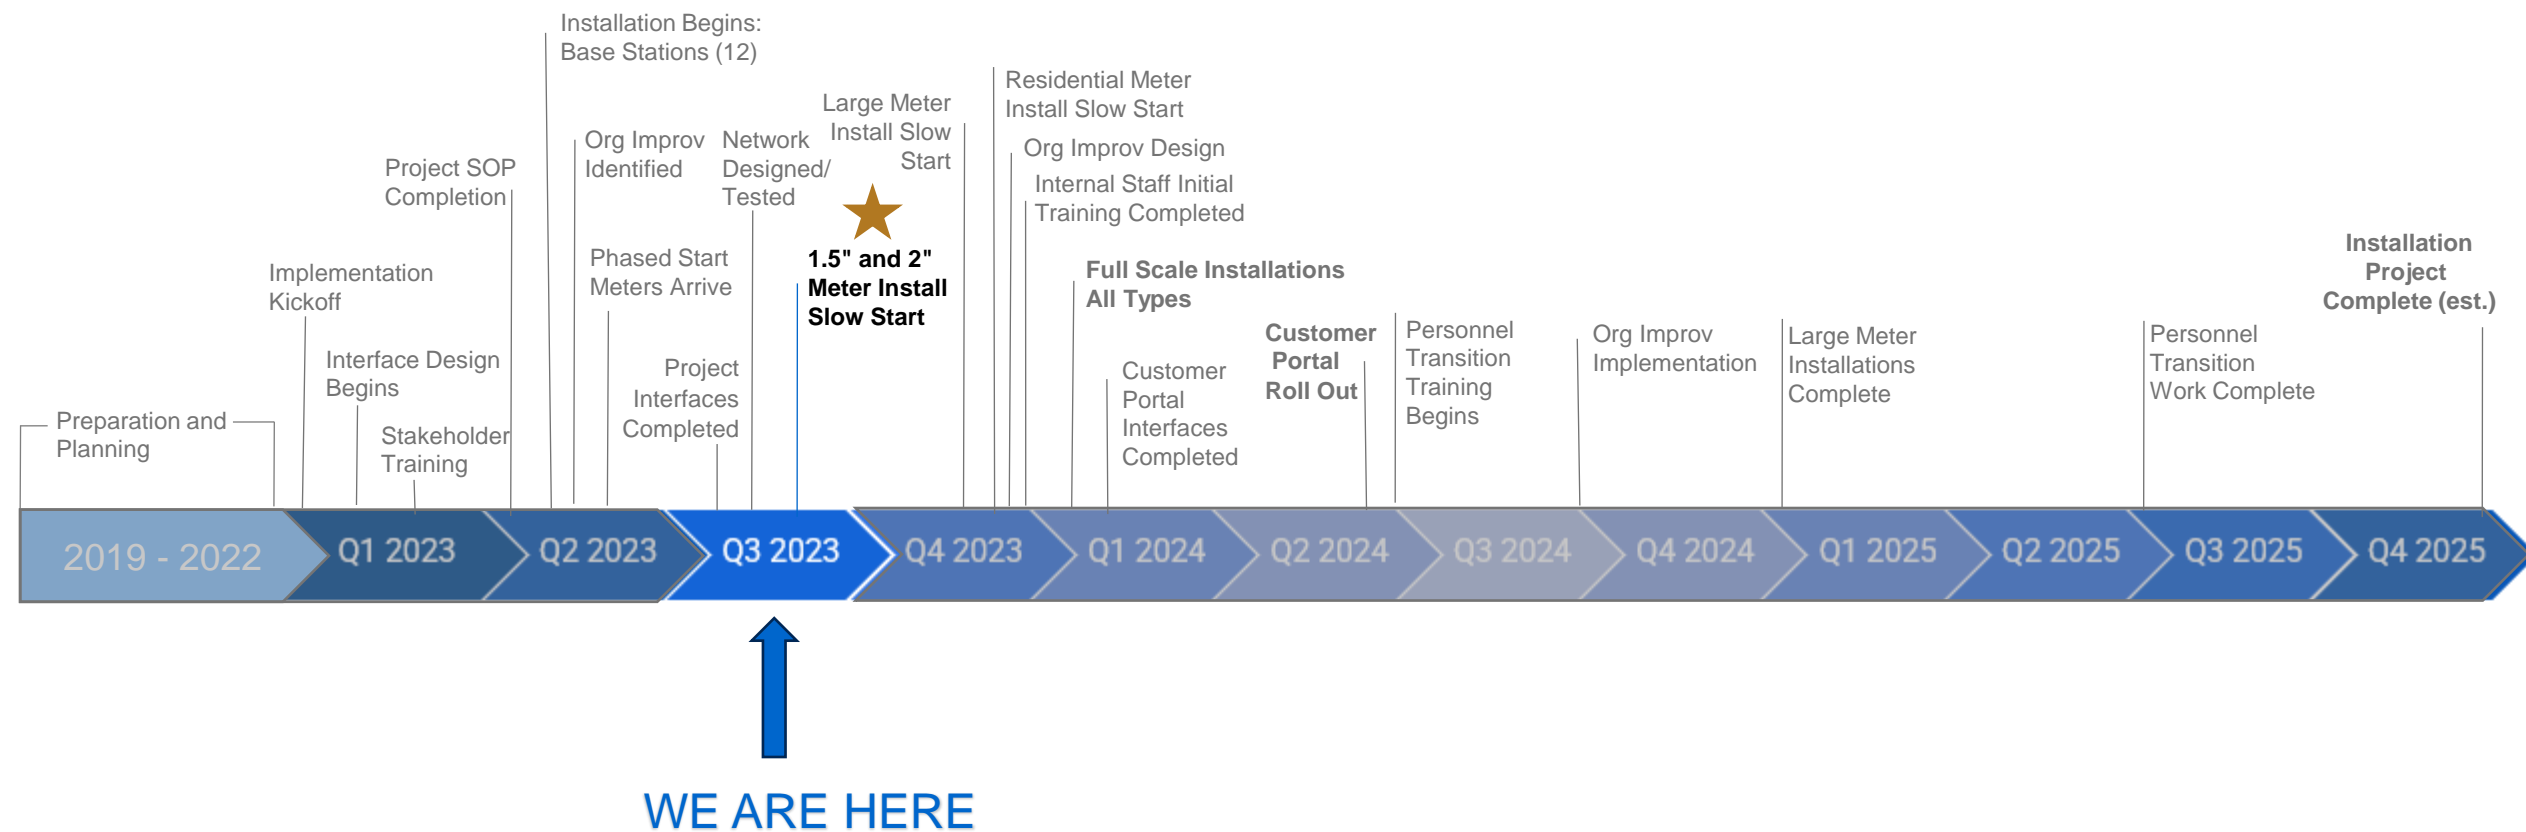 Installation Begins:
Base Stations (12)
Large Meter
Install Slow
Start
Residential Meter
Install Slow Start
Org Improv
Identified
Network
Designed/
Tested
Org Improv Design
Project SOP
Completion
Internal Staff Initial
Training Completed
Implementation
Kickoff
Phased Start
Meters Arrive
1.5" and 2"
Meter Install
Slow Start
Full Scale Installations
All Types
Installation
Project
Complete (est.)
Interface Design
Begins
Project
Interfaces
Completed
Customer
Portal
Interfaces
Completed
Customer
Portal
Roll Out
Personnel
Transition
Training
Begins
Org Improv
Implementation
Large Meter
Installations
Complete
Personnel
Transition
Work Complete
Preparation and
Planning
Stakeholder
Training
2019 - 2022
Q1 2023
Q2 2023
Q3 2023
Q4 2023
Q1 2024
Q2 2024
Q3 2024
Q4 2024
Q1 2025
Q2 2025
Q3 2025
Q4 2025
WE ARE HERE